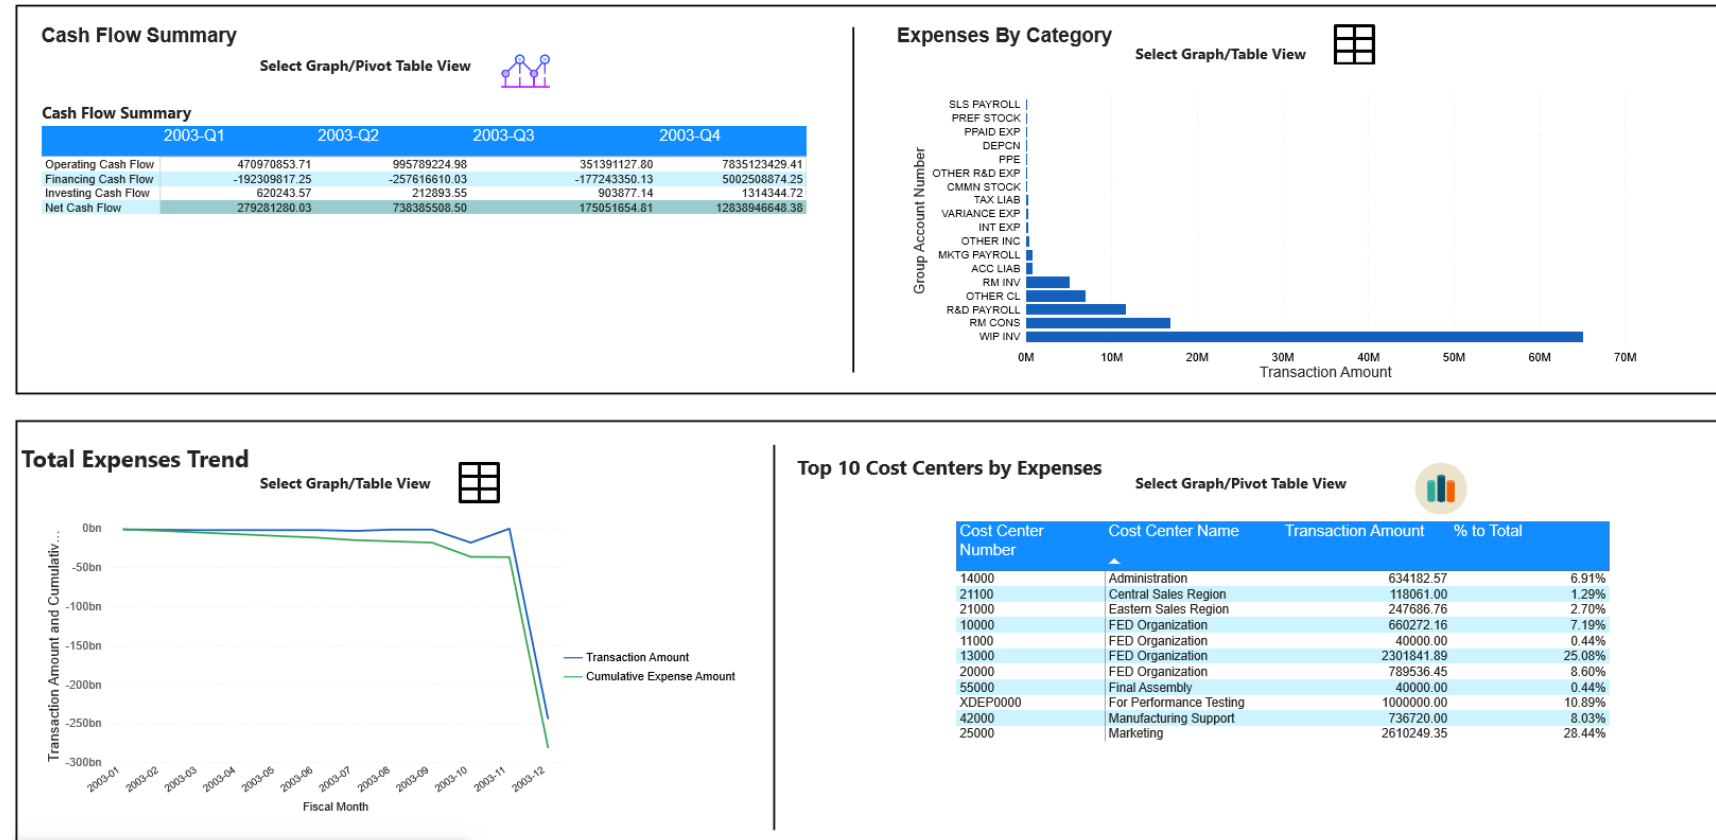 Cash Flow Summary
Select Graph/Pivot Table View
Cash Flow Summary
2003-Q1 2003-Q2 2003-Q3 2003-Q4
Operating Cash Flow 470970853.71 995789224.98 351391127.80 7835123429.41
Financing Cash Flow -192309817.25 -257616610.03 -177243350.13 5002508874.25
Investing Cash Flow 620243.57 212893.55 903877.14 1314344.72
Net Cash Flow 279281280.03 738385508.50 175051654.81 12838946648.38
Expenses By Category
Select Graph/Table View
Group Account Number
SLS PAYROLL
PREF STOCK
PPAID EXP
DEPCN
PPE
OTHER R&D EXP
CMMN STOCK
TAX LIAB
VARIANCE EXP
INT EXP
OTHER INC
MKTG PAYROLL
ACC LIAB
RM INV
OTHER CL
R&D PAYROLL
RM CONS
WIP INV
0M 10M 20M 30M 40M 50M 60M 70M
Transaction Amount
Total Expenses Trend
Select Graph/Table View
Transaction Amount and Cumulativ...
0bn
-50bn
-100bn
-150bn
-200bn
-250bn
-300bn
2003-01 2003-02 2003-03 2003-04 2003-05 2003-06 2003-07 2003-08 2003-09 2003-10 2003-11 2003-12
Fiscal Month
Transaction Amount
Cumulative Expense Amount
Top 10 Cost Centers by Expenses
Select Graph/Pivot Table View
Cost Center Number Cost Center Name Transaction Amount % to Total
14000 Administration 634182.57 6.91%
21100 Central Sales Region 118061.00 1.29%
21000 Eastern Sales Region 247686.76 2.70%
10000 FED Organization 660272.16 7.19%
11000 FED Organization 40000.00 0.44%
13000 FED Organization 2301841.89 25.08%
20000 FED Organization 789536.45 8.60%
55000 Final Assembly 40000.00 0.44%
XDEP0000 For Performance Testing 1000000.00 10.89%
42000 Manufacturing Support 736720.00 8.03%
25000 Marketing 2610249.35 28.44%